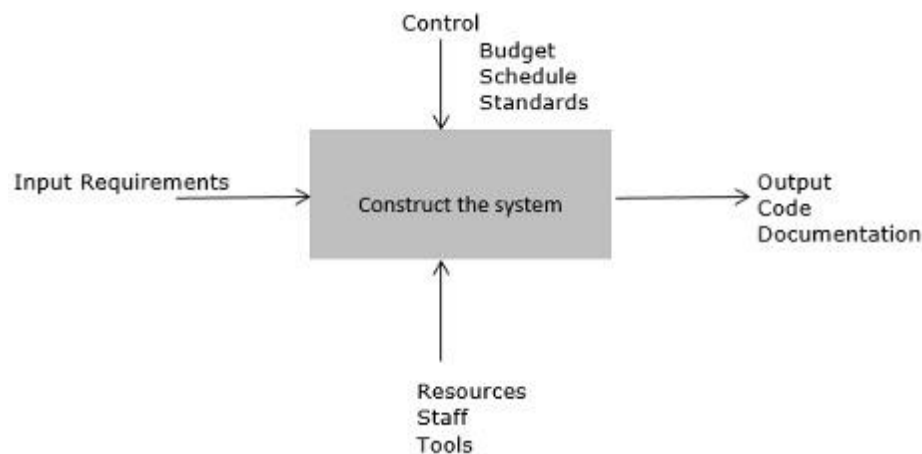 Control
Budget
Schedule
Standards
Input Requirements
Construct the system
Output
Code
Documentation
Resources
Staff
Tools